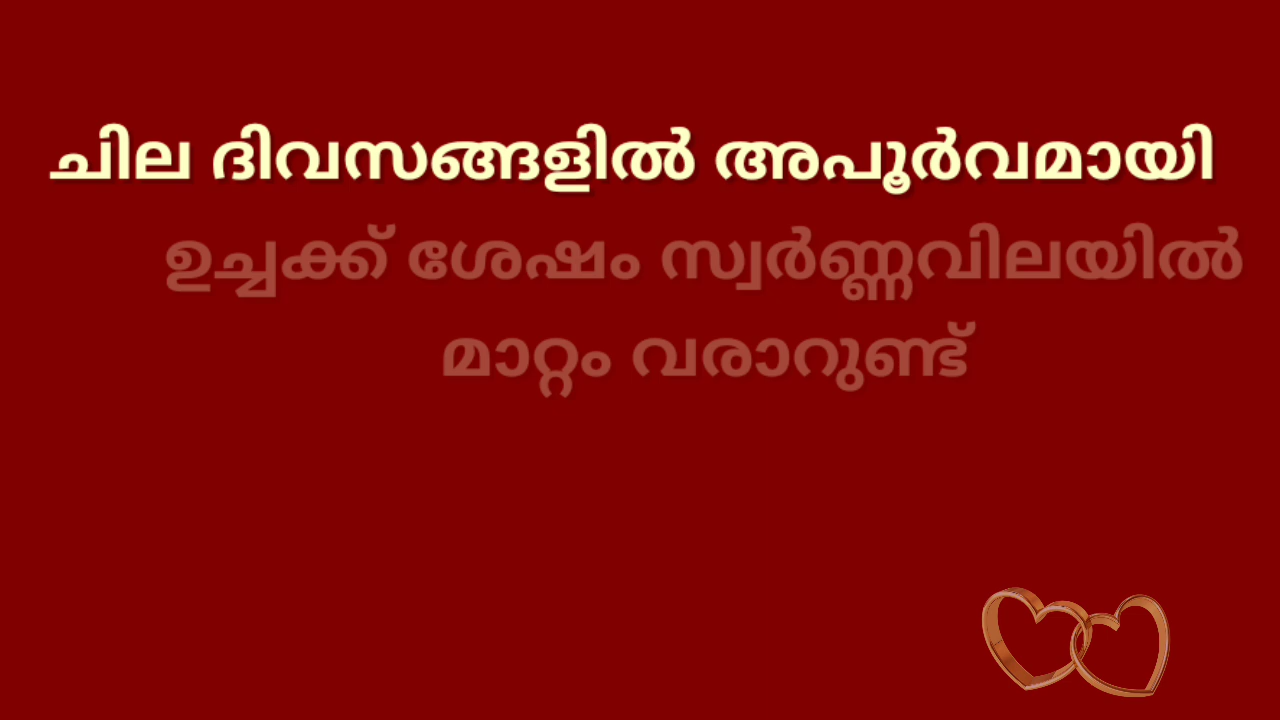 ചില ദിവസങ്ങളിൽ അപൂർവമായി
ഉച്ചക്ക് ശേഷം സ്വർണ്ണവിലയിൽ
മാറ്റം വരാറുണ്ട്